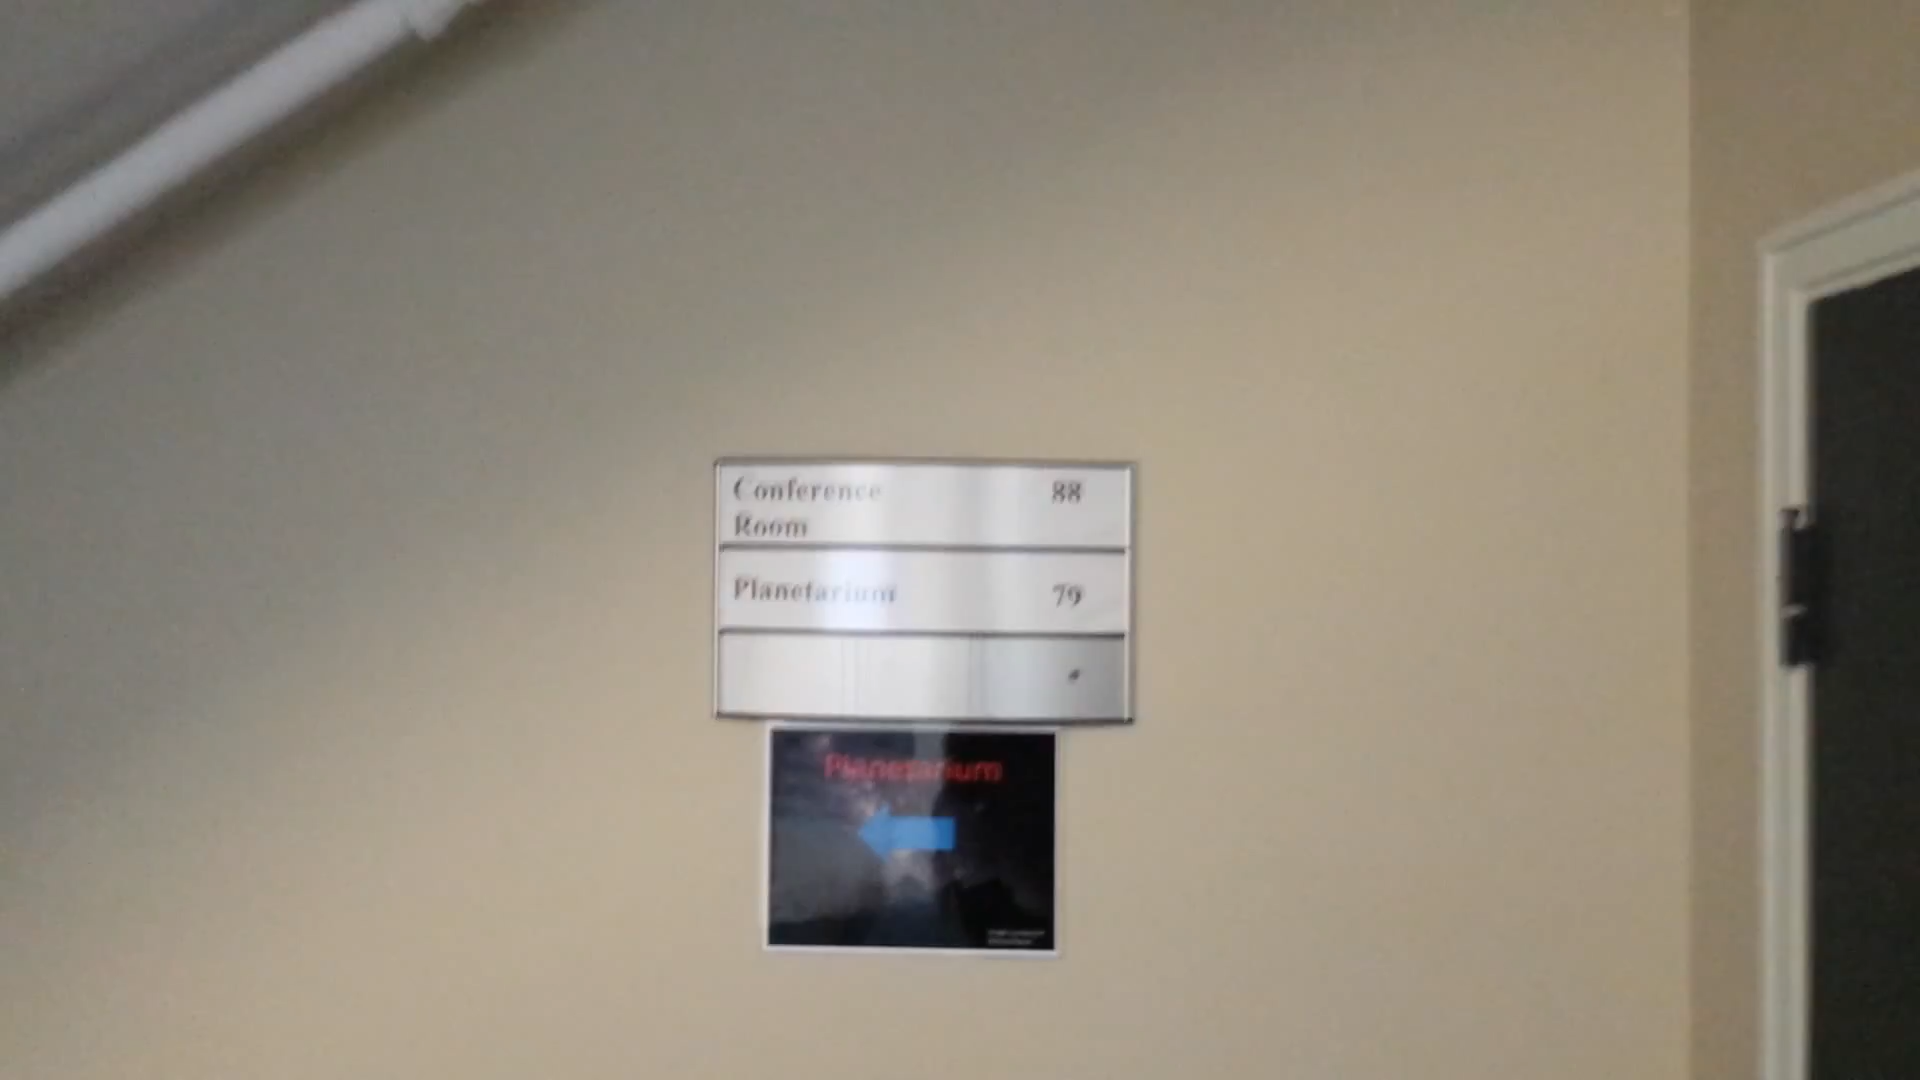 Conference 88
Room
Planetarium 79
Planetarium